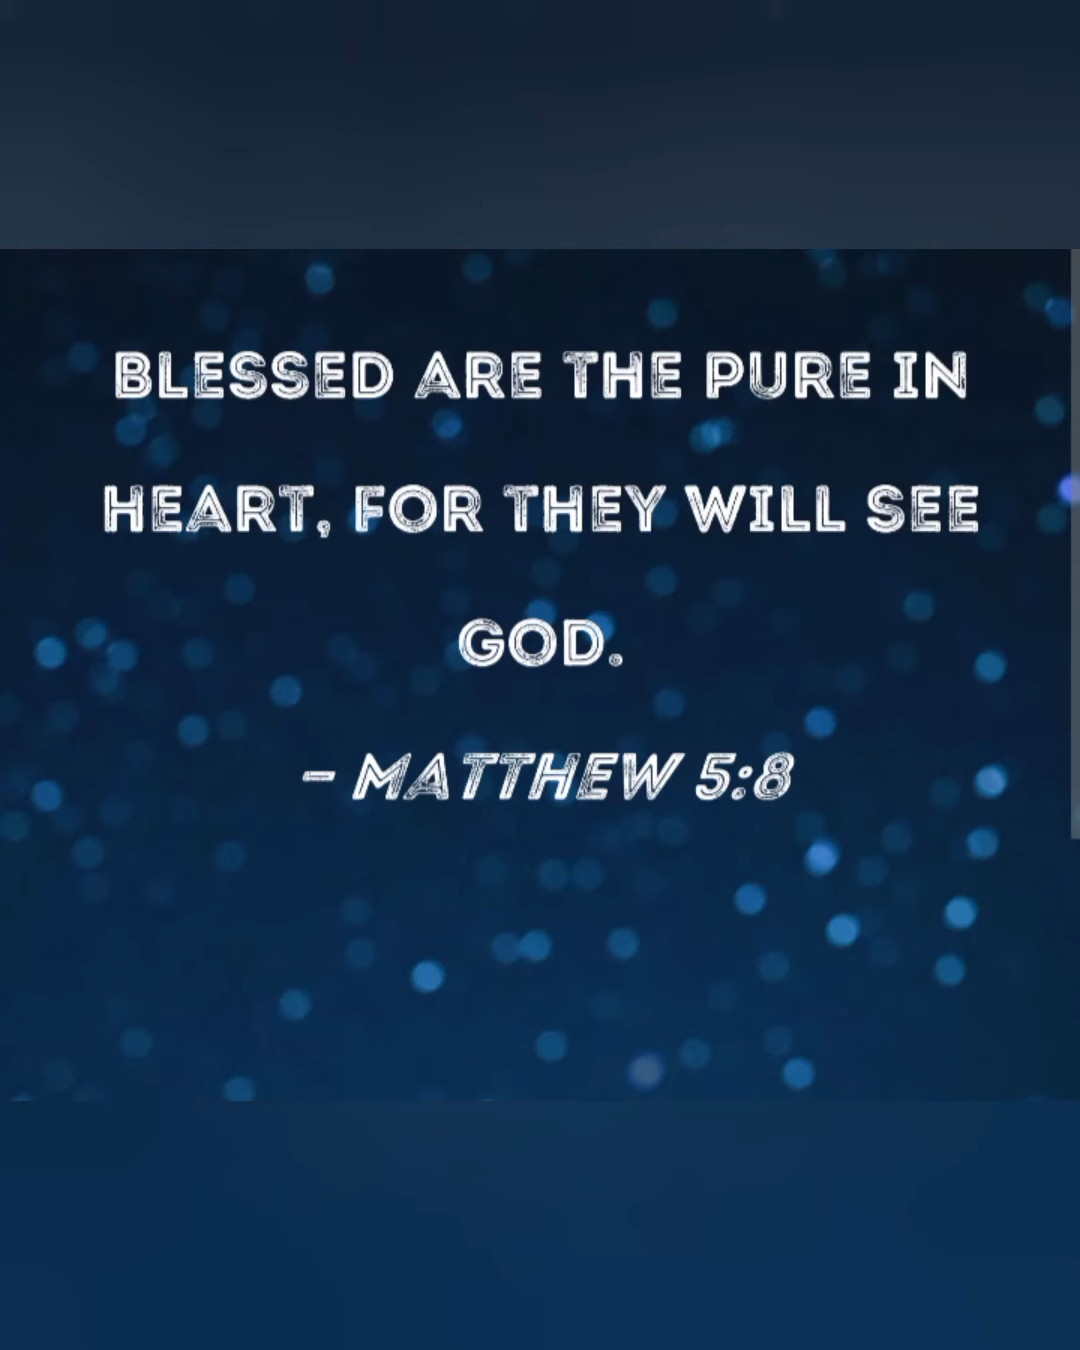 BLESSED ARE THE PURE IN
HEART, FOR THEY WILL SEE
GOD.
- MATTHEW 5:8